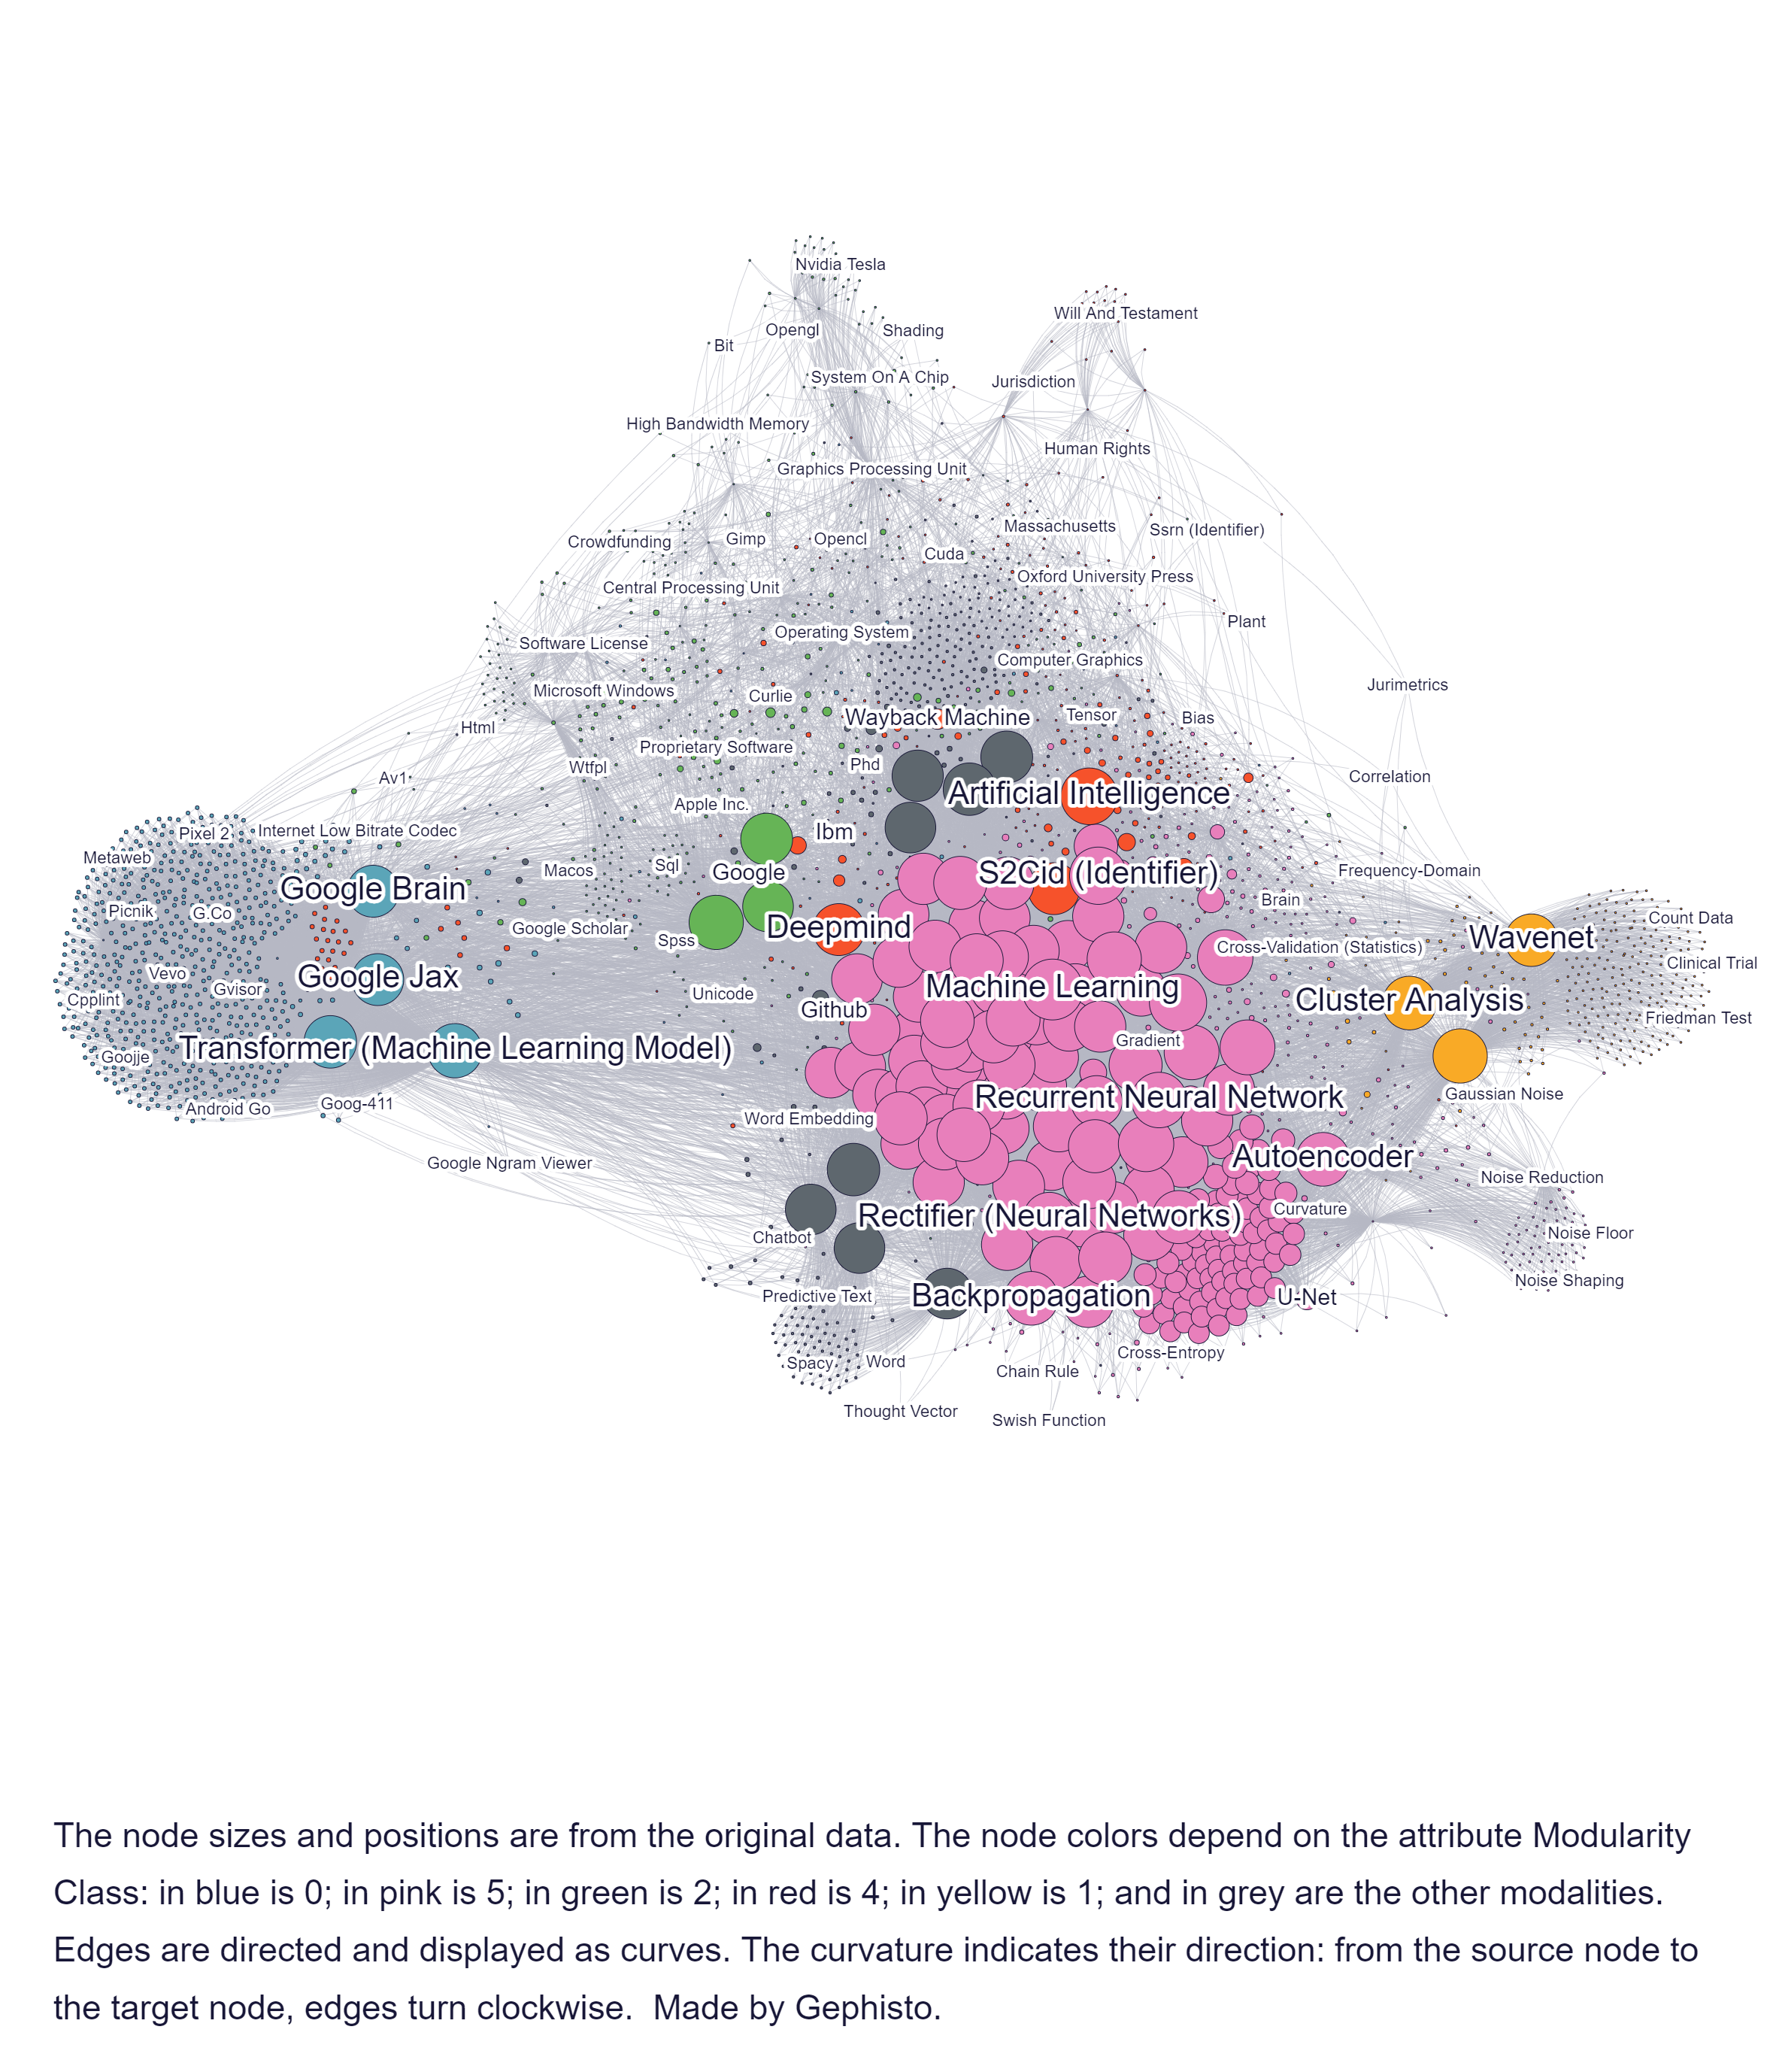 Nvidia Tesla
Will And Testament
Opengl
Shading
Bit
System On A Chip
Jurisdiction
High Bandwidth Memory
Human Rights
Graphics Processing Unit
Massachusetts
Ssrn (Identifier)
Crowdfunding
Gimp
Opencl
Cuda
Oxford University Press
Central Processing Unit
Plant
Operating System
Software License
Computer Graphics
Jurimetrics
Microsoft Windows
Curlie
Wayback Machine
Tensor
Bias
Html
Proprietary Software
Phd
Wtfpl
Av1
Correlation
Artificial Intelligence
Apple Inc.
Pixel 2
Internet Low Bitrate Codec
Ibm
Metaweb
Sql
Macos
Google
S2Cid (Identifier)
Frequency-Domain
Google Brain
Brain
Picnik
G.Co
Count Data
Google Scholar
Deepmind
Wavenet
Spss
Cross-Validation (Statistics)
Clinical Trial
Vevo
Google Jax
Gvisor
Machine Learning
Unicode
Cpplint
Cluster Analysis
Github
Friedman Test
Gradient
Transformer (Machine Learning Model)
Goojje
Gaussian Noise
Recurrent Neural Network
Goog-411
Android Go
Word Embedding
Autoencoder
Google Ngram Viewer
Noise Reduction
Curvature
Rectifier (Neural Networks)
Noise Floor
Chatbot
Noise Shaping
Predictive Text
Backpropagation
U-Net
Cross-Entropy
Spacy
Word
Chain Rule
Thought Vector
Swish Function
The node sizes and positions are from the original data. The node colors depend on the attribute Modularity
Class: in blue is 0; in pink is 5; in green is 2; in red is 4; in yellow is 1; and in grey are the other modalities.
Edges are directed and displayed as curves. The curvature indicates their direction: from the source node to
the target node, edges turn clockwise.  Made by Gephisto.